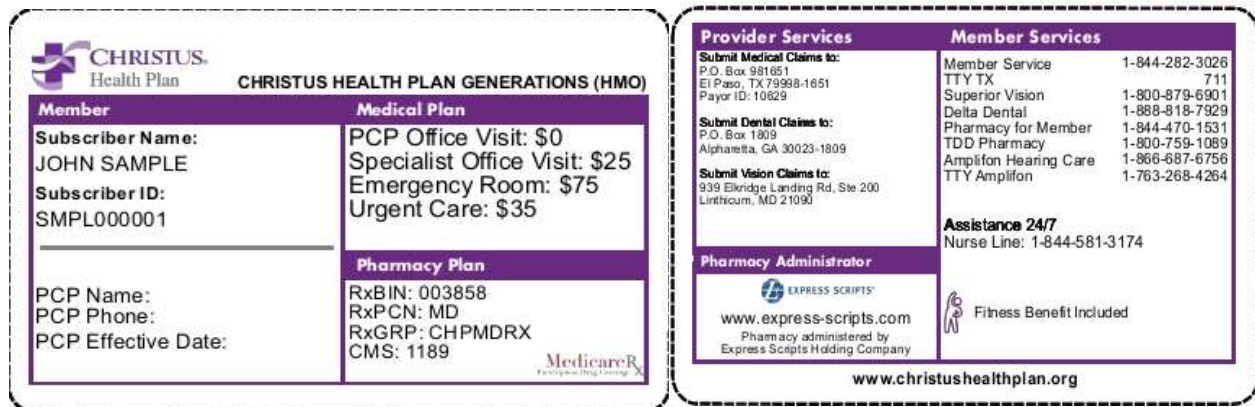 CHRISTUS.
Health Plan
CHRISTUS HEALTH PLAN GENERATIONS (HMO)
Member
Subscriber Name:
JOHN SAMPLE
Subscriber ID:
SMPL000001
PCP Name:
PCP Phone:
PCP Effective Date:
Medical Plan
PCP Office Visit: $0
Specialist Office Visit: $25
Emergency Room: $75
Urgent Care: $35
Pharmacy Plan
RxBIN: 003858
RxPCN: MD
RxGRP: CHPMDRX
CMS: 1189
MedicareRx
Prescription Drug Coverage
Provider Services
Submit Medical Claims to:
P.O. Box 981651
El Paso, TX 79998-1651
Payor ID: 10629
Submit Dental Claims to:
P.O. Box 1809
Alpharetta, GA 30023-1809
Submit Vision Claims to:
939 Elkridge Landing Rd, Ste 200
Linthicum, MD 21090
Pharmacy Administrator
EXPRESS SCRIPTS®
www.express-scripts.com
Pharmacy administered by
Express Scripts Holding Company
Member Services
Member Service 1-844-282-3026
TTY TX 711
Superior Vision 1-800-879-6901
Delta Dental 1-888-818-7929
Pharmacy for Member 1-844-470-1531
TDD Pharmacy 1-800-759-1089
Amplifon Hearing Care 1-866-687-6756
TTY Amplifon 1-763-268-4264
Assistance 24/7
Nurse Line: 1-844-581-3174
Fitness Benefit Included
www.christushealthplan.org